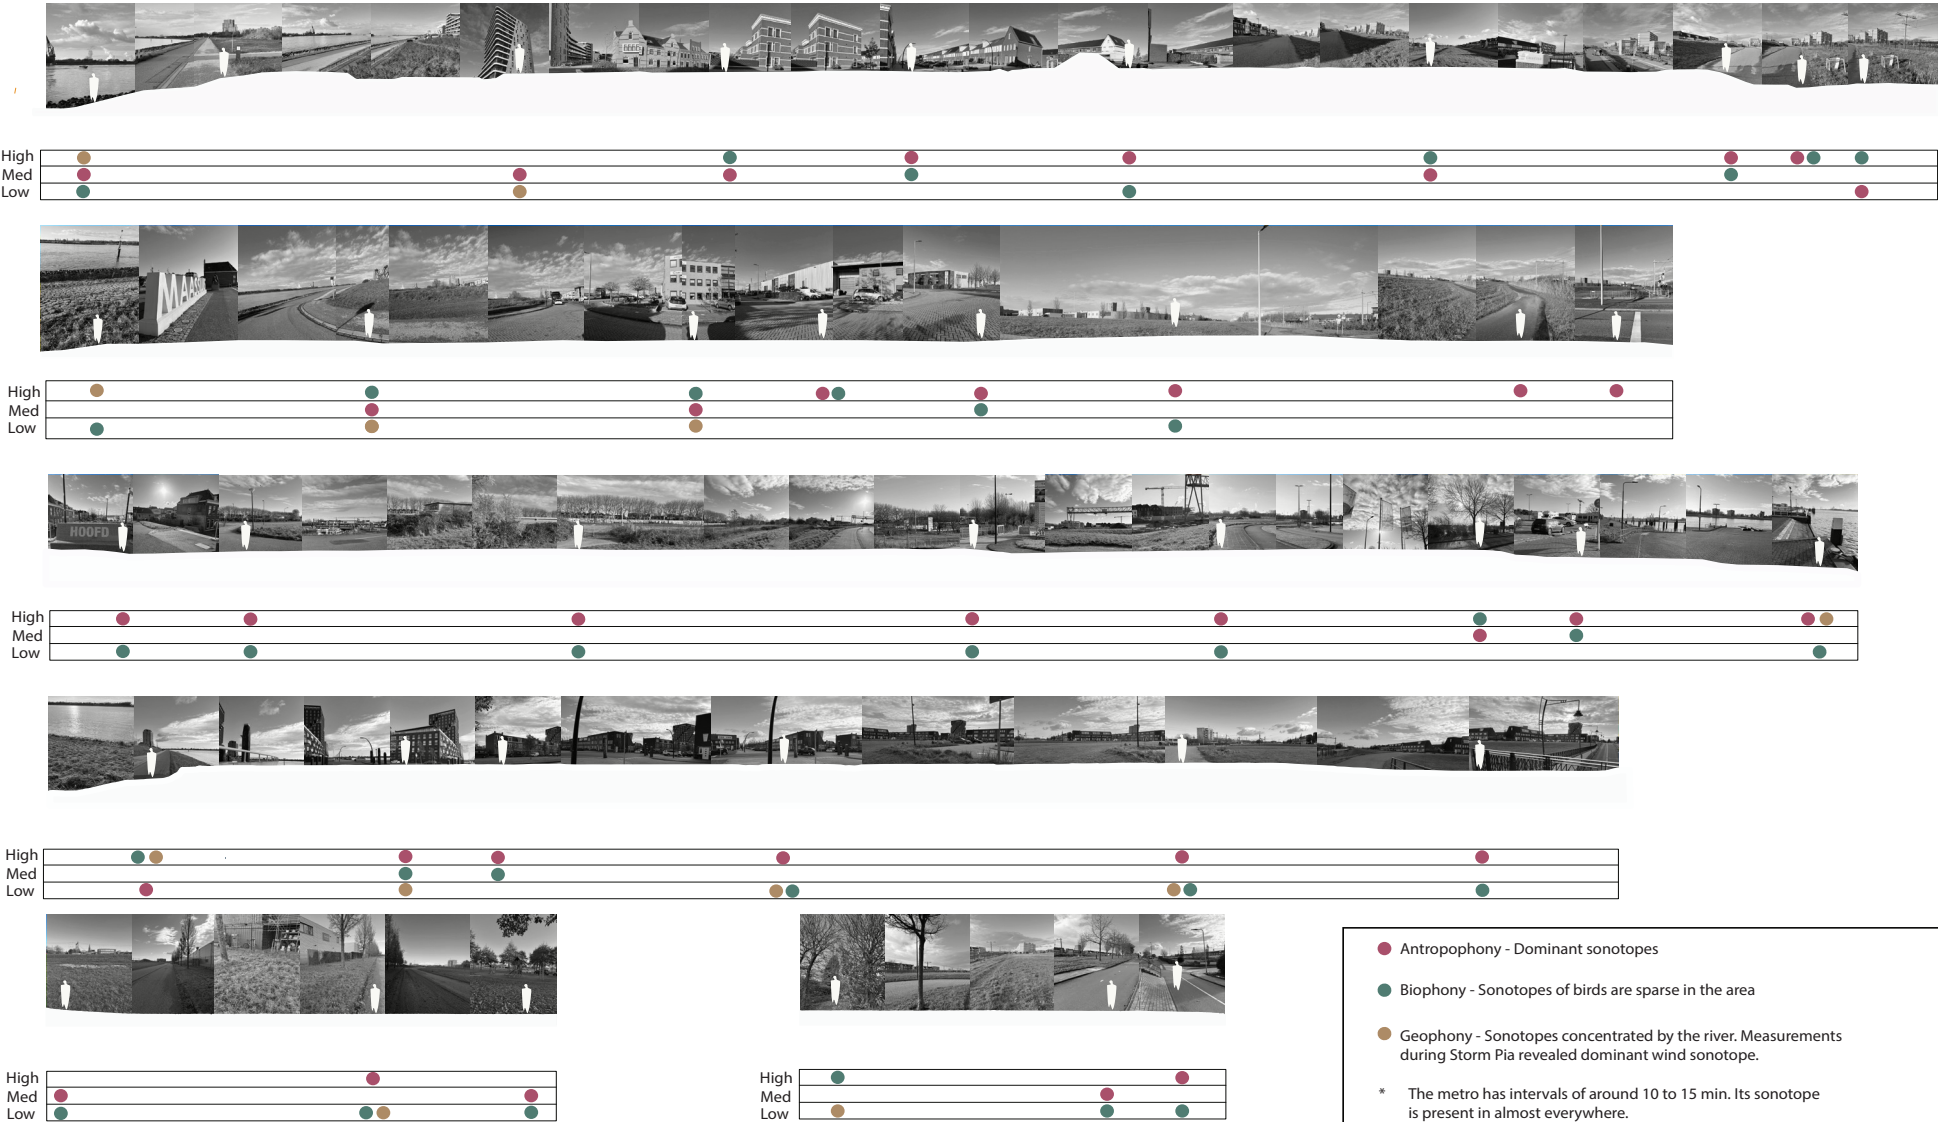 High
Med
Low
MAAS
High
Med
Low
HOOFD
High
Med
Low
High
Med
Low
High
Med
Low
High
Med
Low
Antropophony - Dominant sonotopes
Biophony - Sonotopes of birds are sparse in the area
Geophony - Sonotopes concentrated by the river. Measurements
during Storm Pia revealed dominant wind sonotope.
* The metro has intervals of around 10 to 15 min. Its sonotope
is present in almost everywhere.